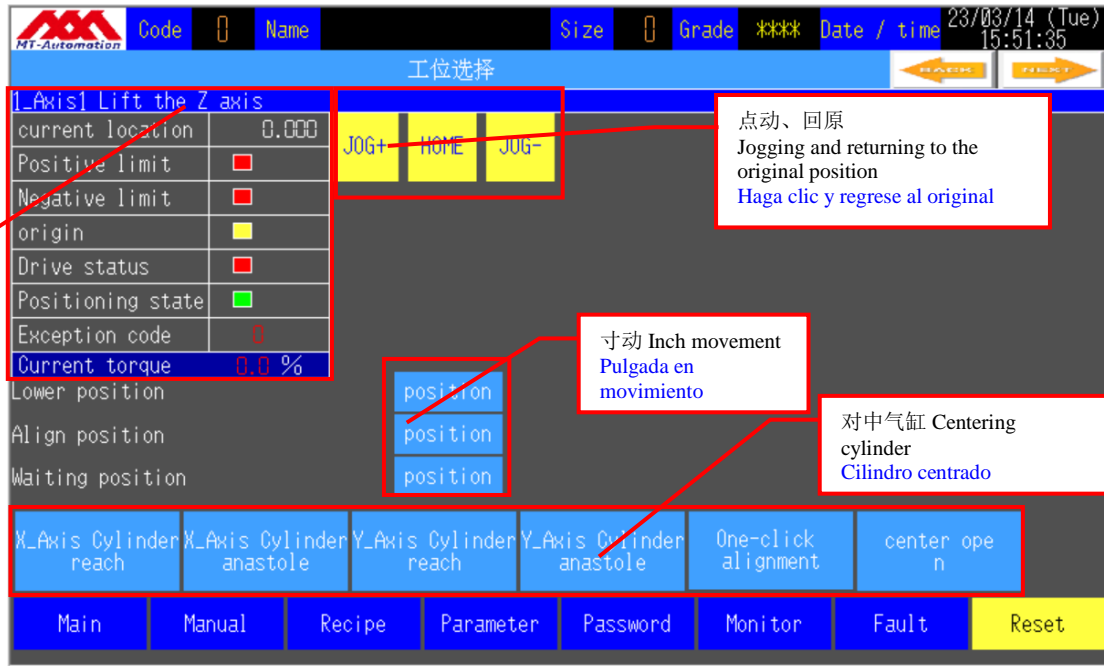 MT-Automation
Code 0 Name Size 0 Grade **** Date / time 23/03/14 (Tue)
15:51:35
工位选择
BACK NEXT
1_Axis1 Lift the Z axis
current location 0.000
Positive limit
Negative limit
origin
Drive status
Positioning state
Exception code 0
Current torque 0.0 %
JOG+ HOME JOG-
点动、回原
Jogging and returning to the
original position
Haga clic y regrese al original
寸动 Inch movement
Pulgada en
movimiento
Lower position position
Align position position
Waiting position position
对中气缸 Centering
cylinder
Cilindro centrado
X_Axis Cylinder
reach
X_Axis Cylinder
anastole
Y_Axis Cylinder
reach
Y_Axis Cylinder
anastole
One-click
alignment
center ope
n
Main Manual Recipe Parameter Password Monitor Fault Reset